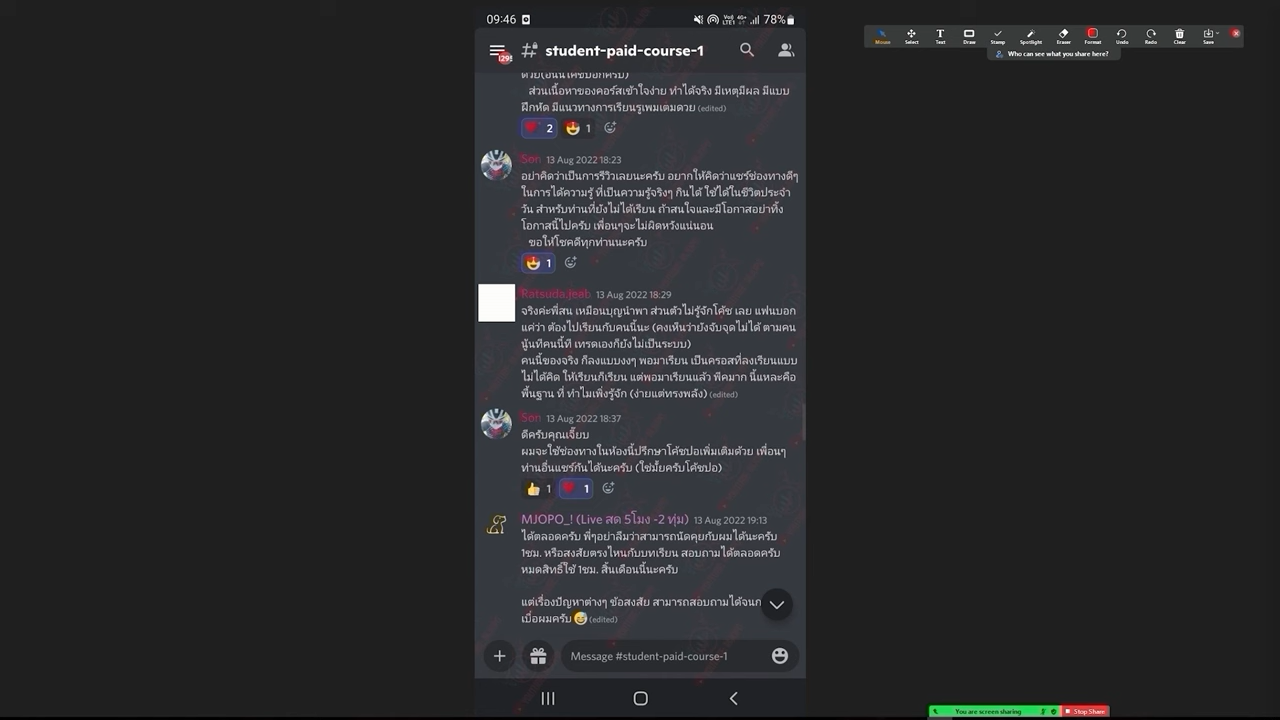 09:46
78%
student-paid-course-1
ด้วย(อันนี้โค้ชบอกครับ)
ส่วนเนื้อหาของคอร์สเข้าใจง่าย ทำได้จริง มีเหตุมีผล มีแบบ
ฝึกหัด มีแนวทางการเรียนรู้เพิ่มเติมด้วย (edited)
2
1
Son 13 Aug 2022 18:23
อย่าคิดว่าเป็นการรีวิวเลยนะครับ อยากให้คิดว่าแชร์ช่องทางดีๆ
ในการได้ความรู้ ที่เป็นความรู้จริงๆ กินได้ ใช้ได้ในชีวิตประจำ
วัน สำหรับท่านที่ยังไม่ได้เรียน ถ้าสนใจและมีโอกาสอย่าทิ้ง
โอกาสนี้ไปครับ เพื่อนๆจะไม่ผิดหวังแน่นอน
ขอให้โชคดีทุกท่านนะครับ
1
Ratsuda.jeab 13 Aug 2022 18:29
จริงค่ะพี่สน เหมือนบุญนำพา ส่วนตัวไม่รู้จักโค้ช เลย แฟนบอก
แค่ว่า ต้องไปเรียนกับคนนี้นะ (คงเห็นว่ายังจับจุดไม่ได้ ตามคน
นู้นทีคนนี้ที เทรดเองก็ยังไม่เป็นระบบ)
คนนี้ของจริง ก็ลงแบบงงๆ พอมาเรียน เป็นครอสที่ลงเรียนแบบ
ไม่ได้คิด ให้เรียนก็เรียน แต่พอมาเรียนแล้ว พีคมาก นี้แหละคือ
พื้นฐาน ที่ ทำไมเพิ่งรู้จัก (ง่ายแต่ทรงพลัง) (edited)
Son 13 Aug 2022 18:37
ดีครับคุณเจี๊ยบ
ผมจะใช้ช่องทางในห้องนี้ปรึกษาโค้ชปอเพิ่มเติมด้วย เพื่อนๆ
ท่านอื่นแชร์กันได้นะครับ (ใช่มั้ยครับโค้ชปอ)
1
1
MJOPO_! (Live สด 5โมง -2 ทุ่ม) 13 Aug 2022 19:13
ได้ตลอดครับ พี่ๆอย่าลืมว่าสามารถนัดคุยกับผมได้นะครับ
1ชม. หรือสงสัยตรงไหนกับบทเรียน สอบถามได้ตลอดครับ
หมดสิทธิ์ใช้ 1ชม. สิ้นเดือนนี้นะครับ
แต่เรื่องปัญหาต่างๆ ข้อสงสัย สามารถสอบถามได้จนก
เบื่อผมครับ (edited)
Message #student-paid-course-1
Mouse Select Text Draw Stamp Spotlight Eraser Format Undo Redo Clear Save
Who can see what you share here?
You are screen sharing Stop Share